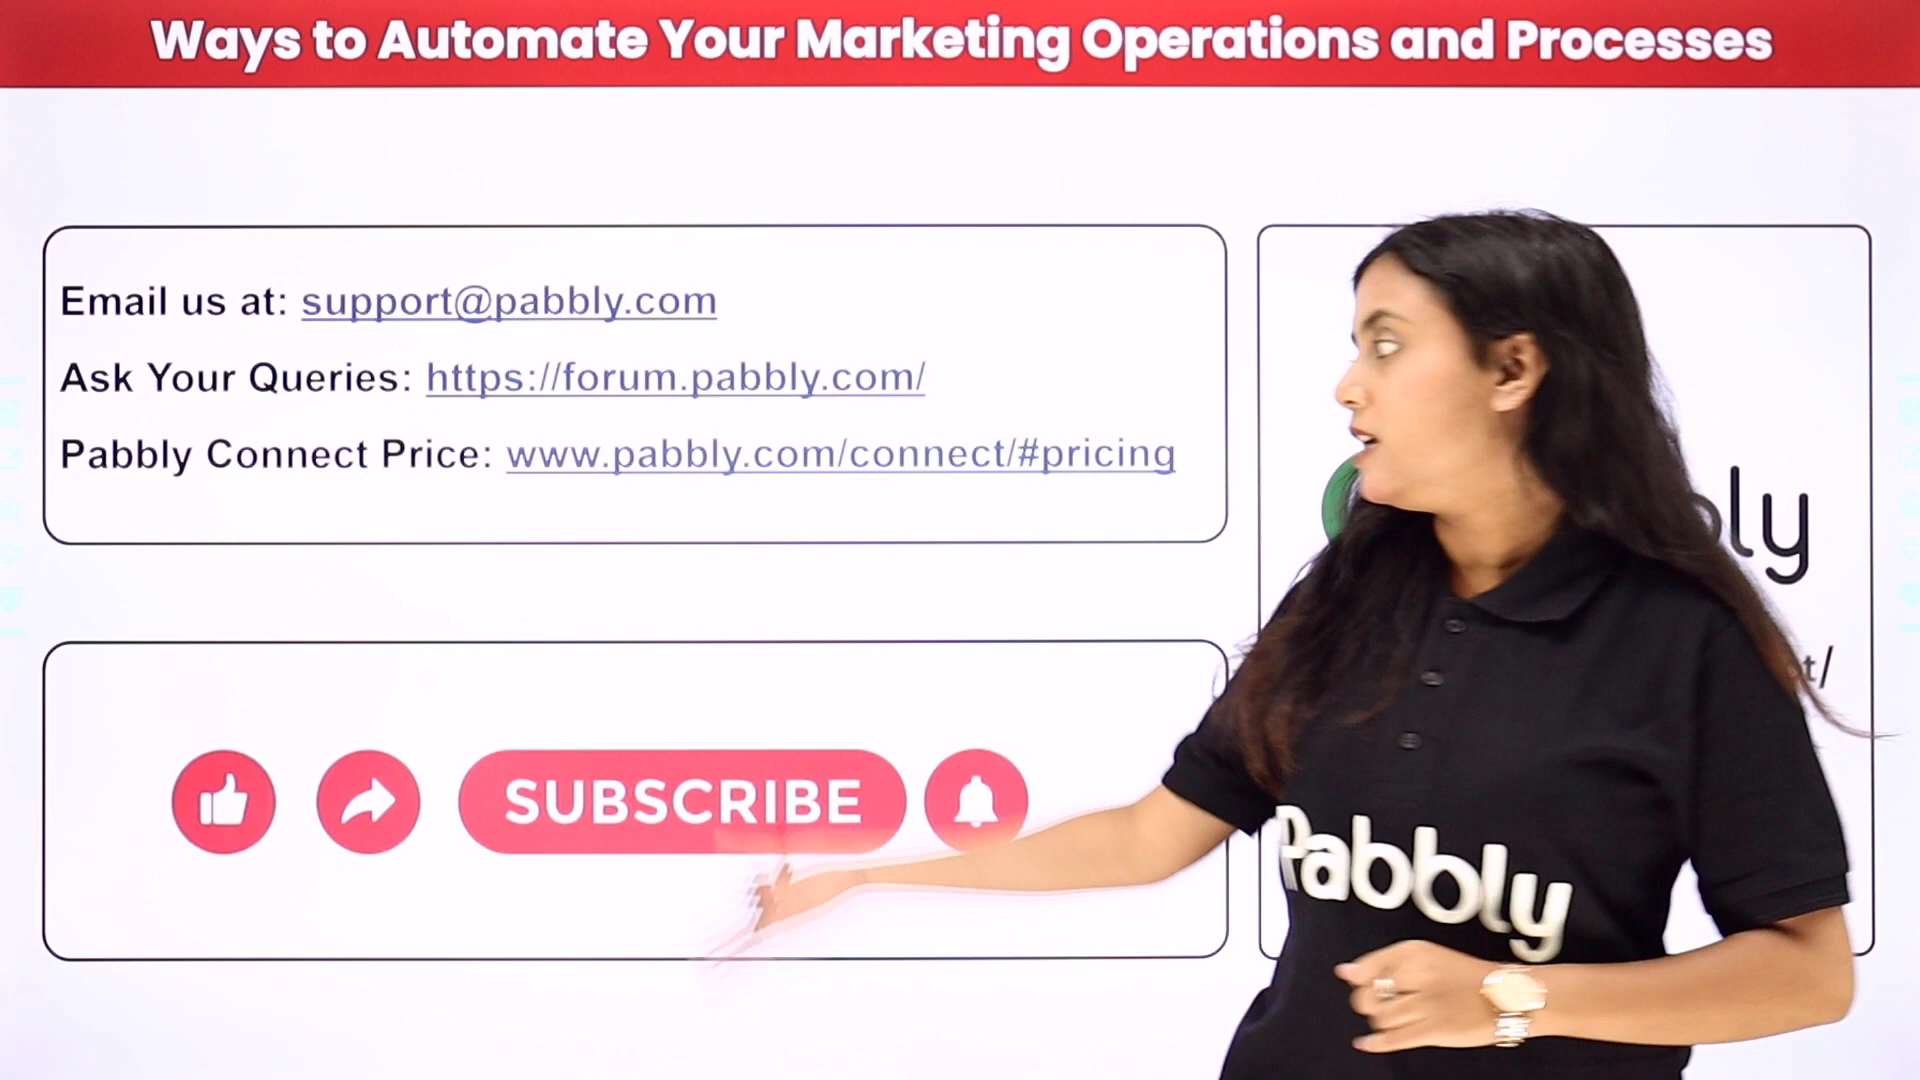 Ways to Automate Your Marketing Operations and Processes
Email us at: support@pabbly.com
Ask Your Queries: https://forum.pabbly.com/
Pabbly Connect Price: www.pabbly.com/connect/#pricing
SUBSCRIBE
Pabbly